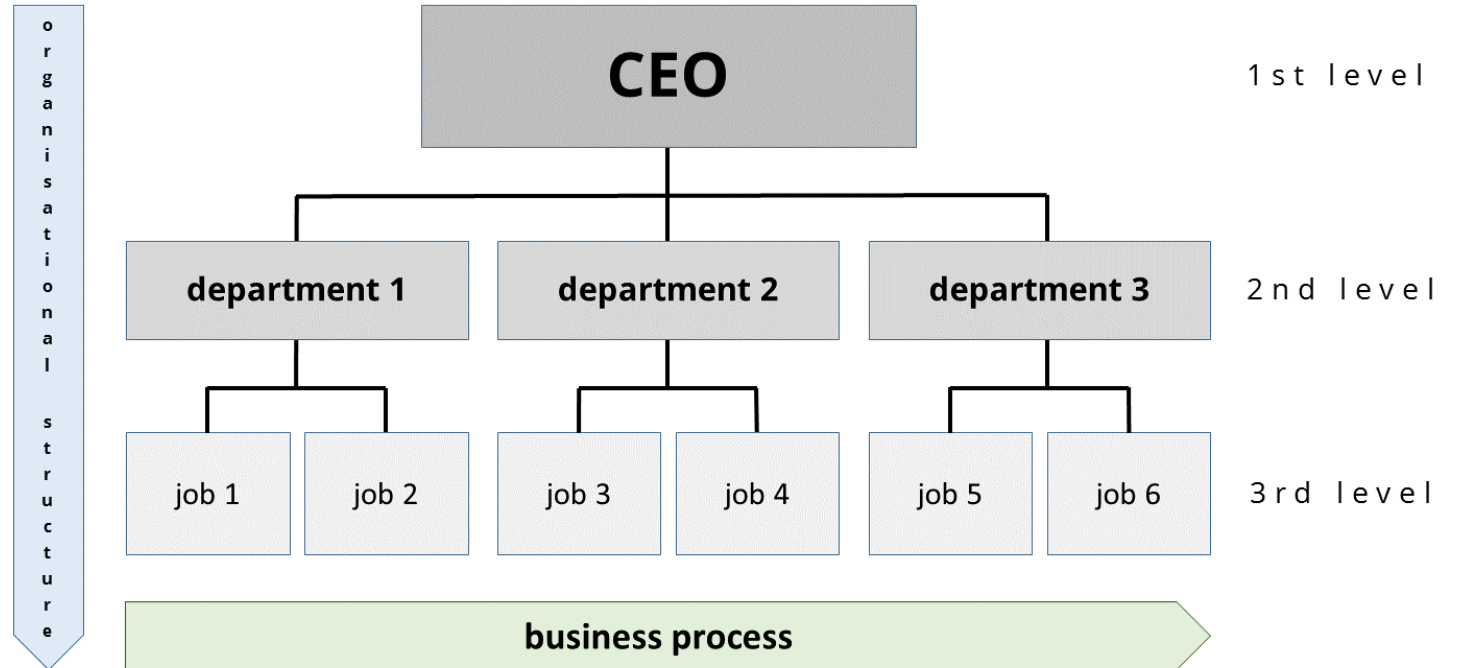 organisational structure
CEO
1st level
department 1
department 2
department 3
2nd level
job 1
job 2
job 3
job 4
job 5
job 6
3rd level
business process